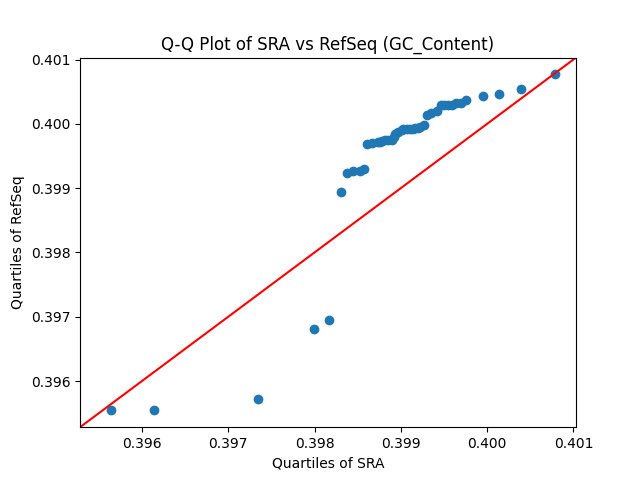 Q-Q Plot of SRA vs RefSeq (GC_Content)
0.401
0.400
0.399
0.398
0.397
0.396
Quartiles of RefSeq
0.396 0.397 0.398 0.399 0.400 0.401
Quartiles of SRA